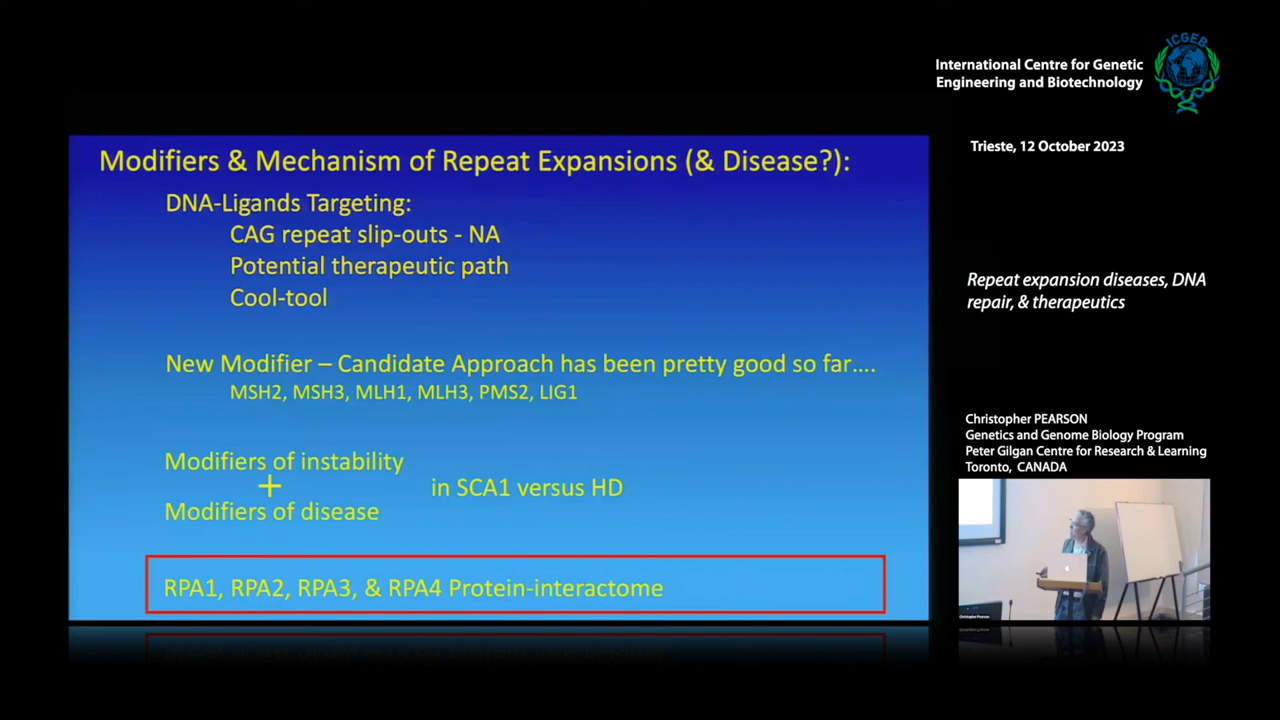 ICGEB
International Centre for Genetic
Engineering and Biotechnology
Trieste, 12 October 2023
Modifiers & Mechanism of Repeat Expansions (& Disease?):
DNA-Ligands Targeting:
CAG repeat slip-outs - NA
Potential therapeutic path
Cool-tool
New Modifier – Candidate Approach has been pretty good so far....
MSH2, MSH3, MLH1, MLH3, PMS2, LIG1
Modifiers of instability
+
Modifiers of disease
in SCA1 versus HD
RPA1, RPA2, RPA3, & RPA4 Protein-interactome
Repeat expansion diseases, DNA
repair, & therapeutics
Christopher PEARSON
Genetics and Genome Biology Program
Peter Gilgan Centre for Research & Learning
Toronto, CANADA
Christopher Pearson